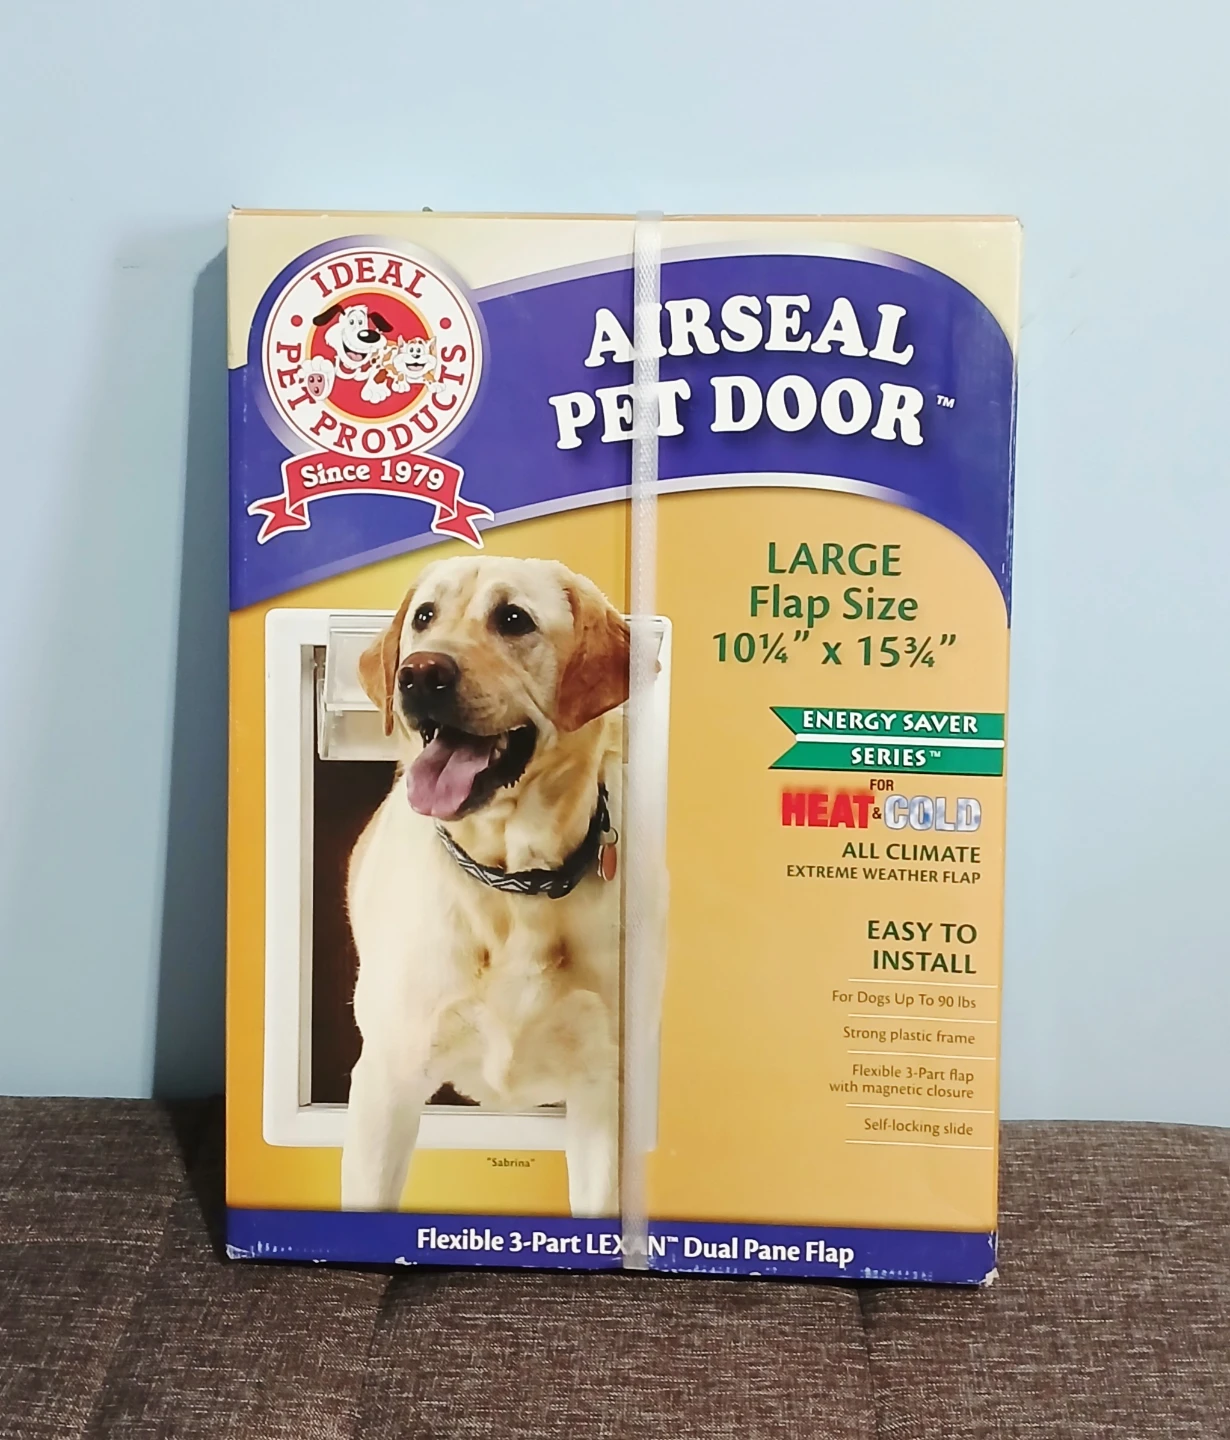 IDEAL
PET PRODUCTS
Since 1979
AIRSEAL
PET DOOR™
LARGE
Flap Size
10¼” x 15¾”
ENERGY SAVER
SERIES™
FOR
HEAT & COLD
ALL CLIMATE
EXTREME WEATHER FLAP
EASY TO
INSTALL
For Dogs Up To 90 lbs
Strong plastic frame
Flexible 3-Part flap
with magnetic closure
Self-locking slide
"Sabrina"
Flexible 3-Part LEXAN™ Dual Pane Flap